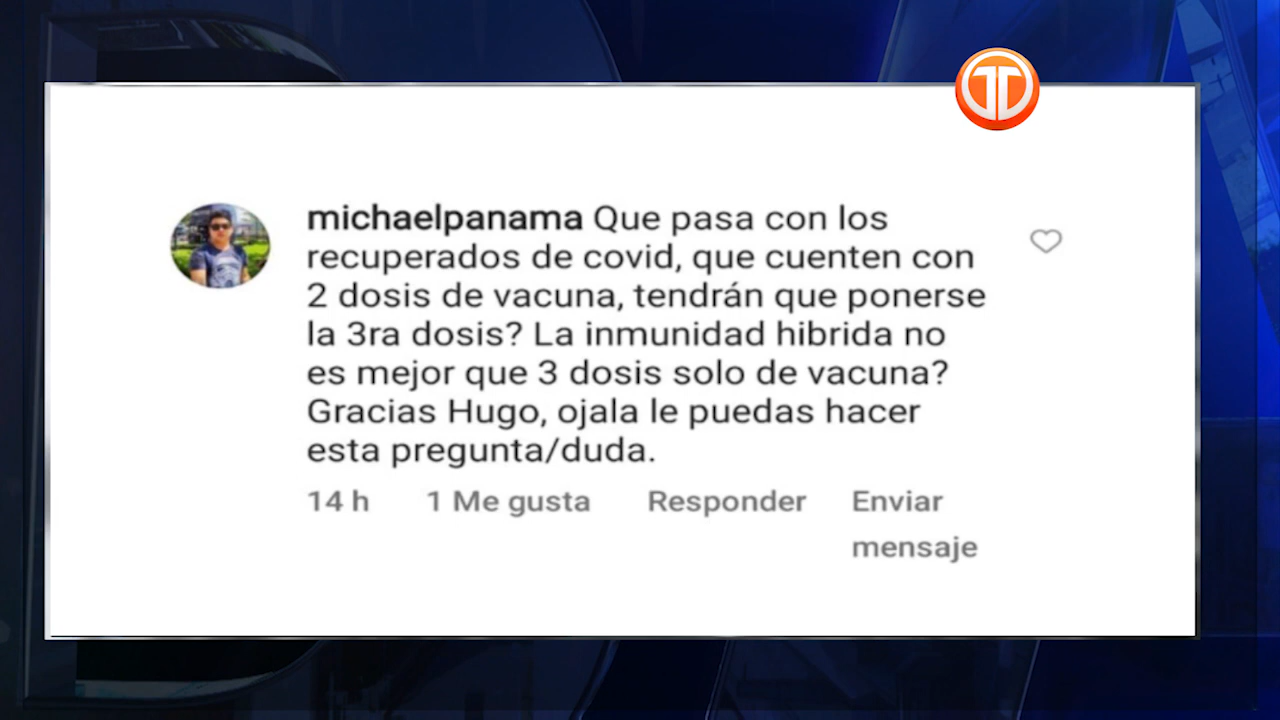 michaelpanama Que pasa con los
recuperados de covid, que cuenten con
2 dosis de vacuna, tendrán que ponerse
la 3ra dosis? La inmunidad hibrida no
es mejor que 3 dosis solo de vacuna?
Gracias Hugo, ojala le puedas hacer
esta pregunta/duda.
14 h 1 Me gusta Responder Enviar
mensaje